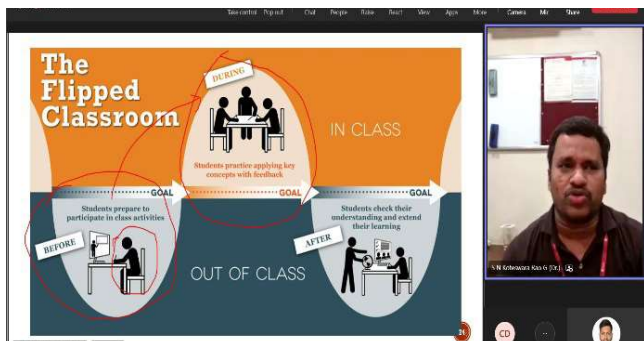 Take control Pop out Chat People Raise React View Apps More Camera Mic Share
The
Flipped
Classroom
DURING
IN CLASS
Students practice applying key
concepts with feedback
GOAL
GOAL
GOAL
Students prepare to
participate in class activities
BEFORE
OUT OF CLASS
AFTER
Students check their
understanding and extend
their learning
S N Koteswara Rao G (Dr.)
CD